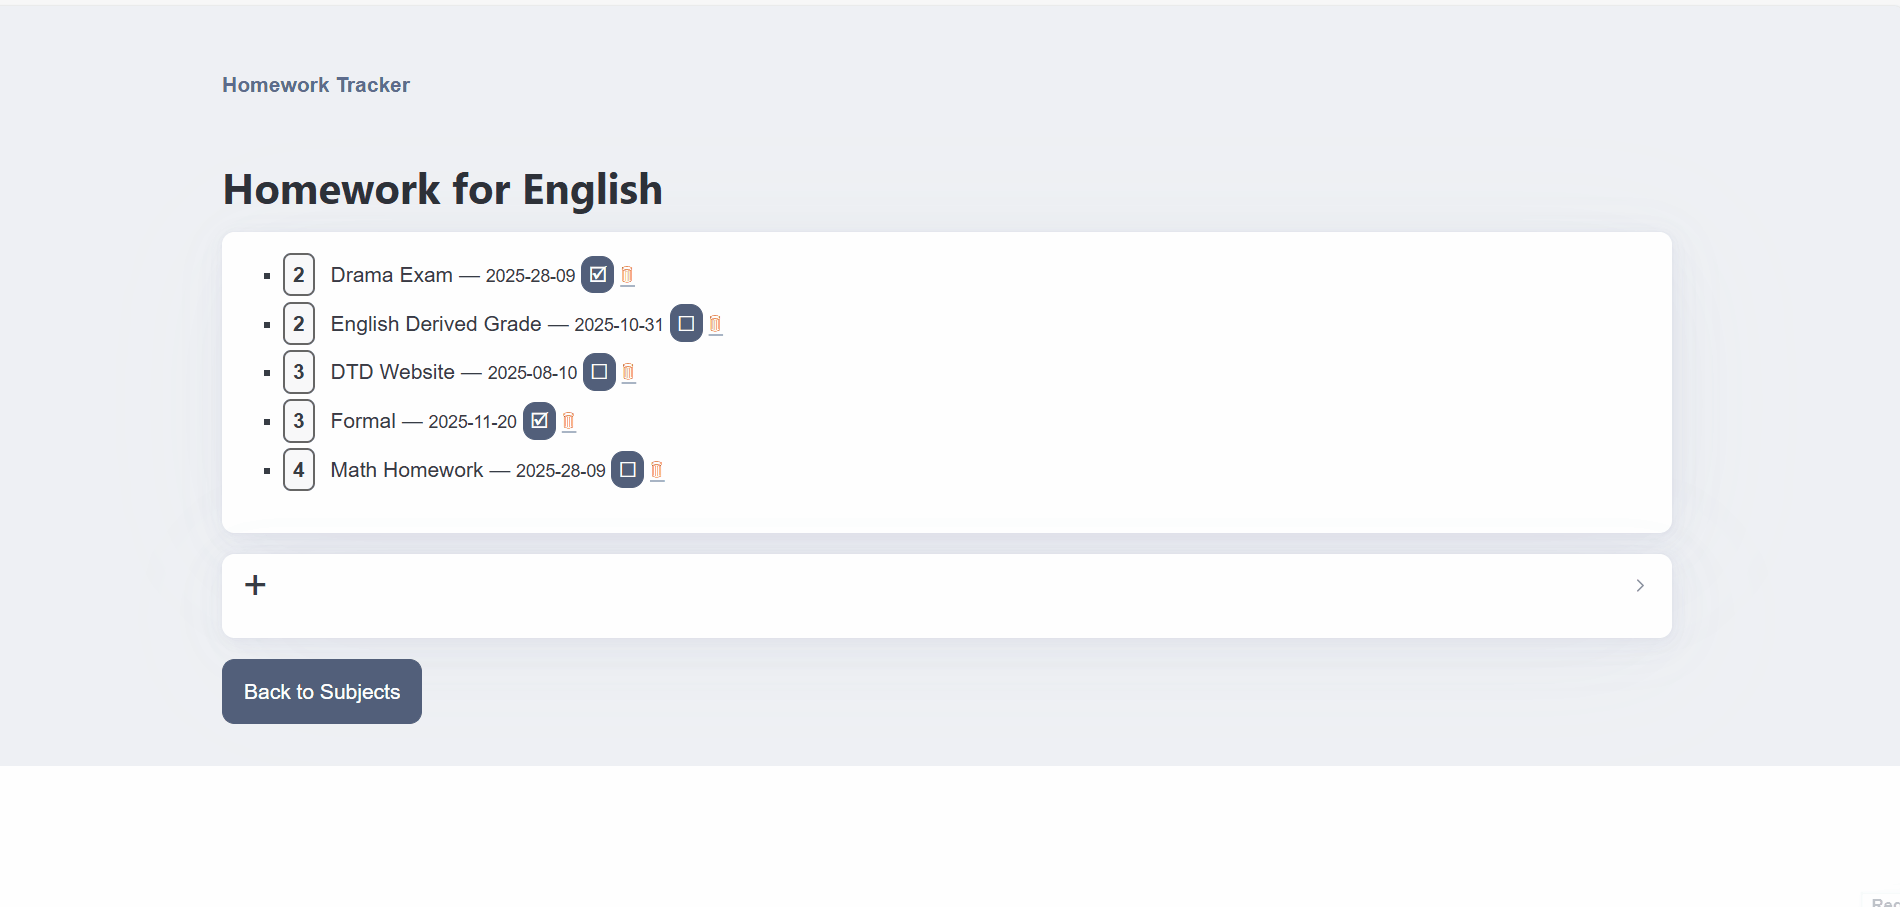 Homework Tracker
Homework for English
2 Drama Exam — 2025-28-09
2 English Derived Grade — 2025-10-31
3 DTD Website — 2025-08-10
3 Formal — 2025-11-20
4 Math Homework — 2025-28-09
+
Back to Subjects